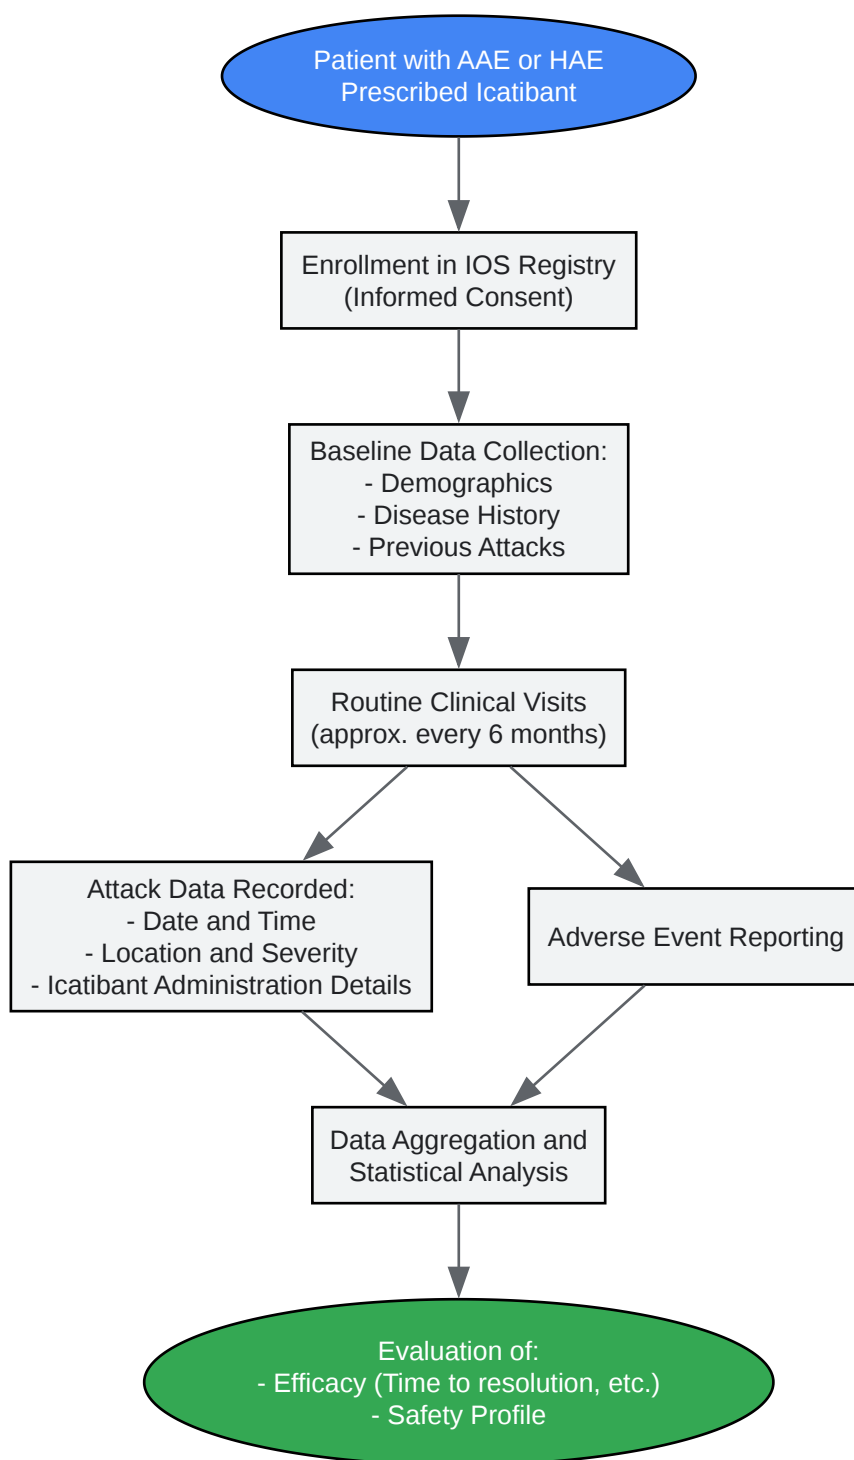 Patient with AAE or HAE
Prescribed Icatibant
Enrollment in IOS Registry
(Informed Consent)
Baseline Data Collection:
- Demographics
- Disease History
- Previous Attacks
Routine Clinical Visits
(approx. every 6 months)
Attack Data Recorded:
- Date and Time
- Location and Severity
- Icatibant Administration Details
Adverse Event Reporting
Data Aggregation and
Statistical Analysis
Evaluation of:
- Efficacy (Time to resolution, etc.)
- Safety Profile